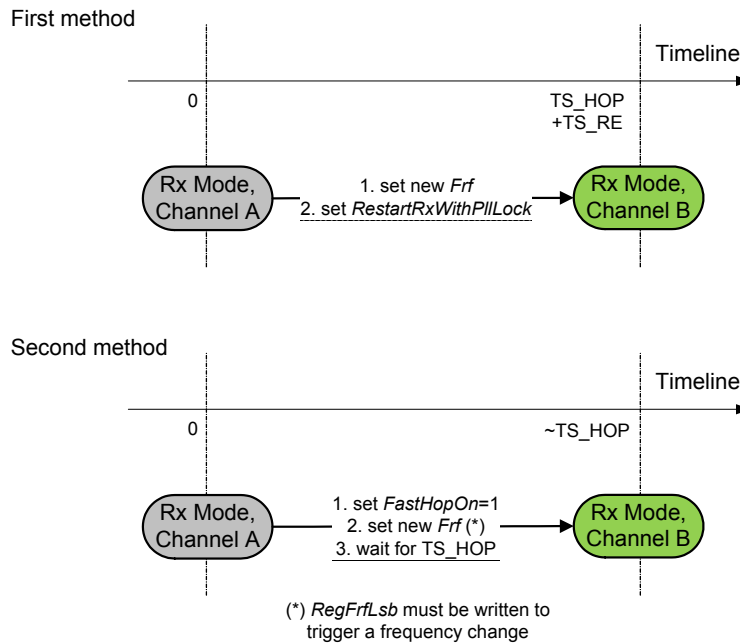 First method
Timeline
0
TS_HOP
+TS_RE
Rx Mode,
Channel A
1. set new Frf
2. set RestartRxWithPllLock
Rx Mode,
Channel B
Second method
Timeline
0
~TS_HOP
Rx Mode,
Channel A
1. set FastHopOn=1
2. set new Frf (*)
3. wait for TS_HOP
Rx Mode,
Channel B
(*) RegFrfLsb must be written to
trigger a frequency change